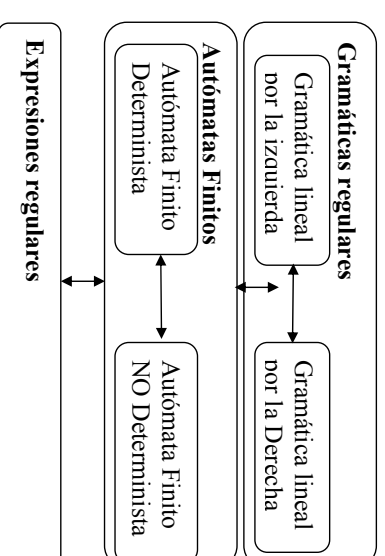 Gramáticas regulares
Gramática lineal
por la izquierda
Gramática lineal
por la Derecha
Autómatas Finitos
Autómata Finito
Determinista
Autómata Finito
NO Determinista
Expresiones regulares